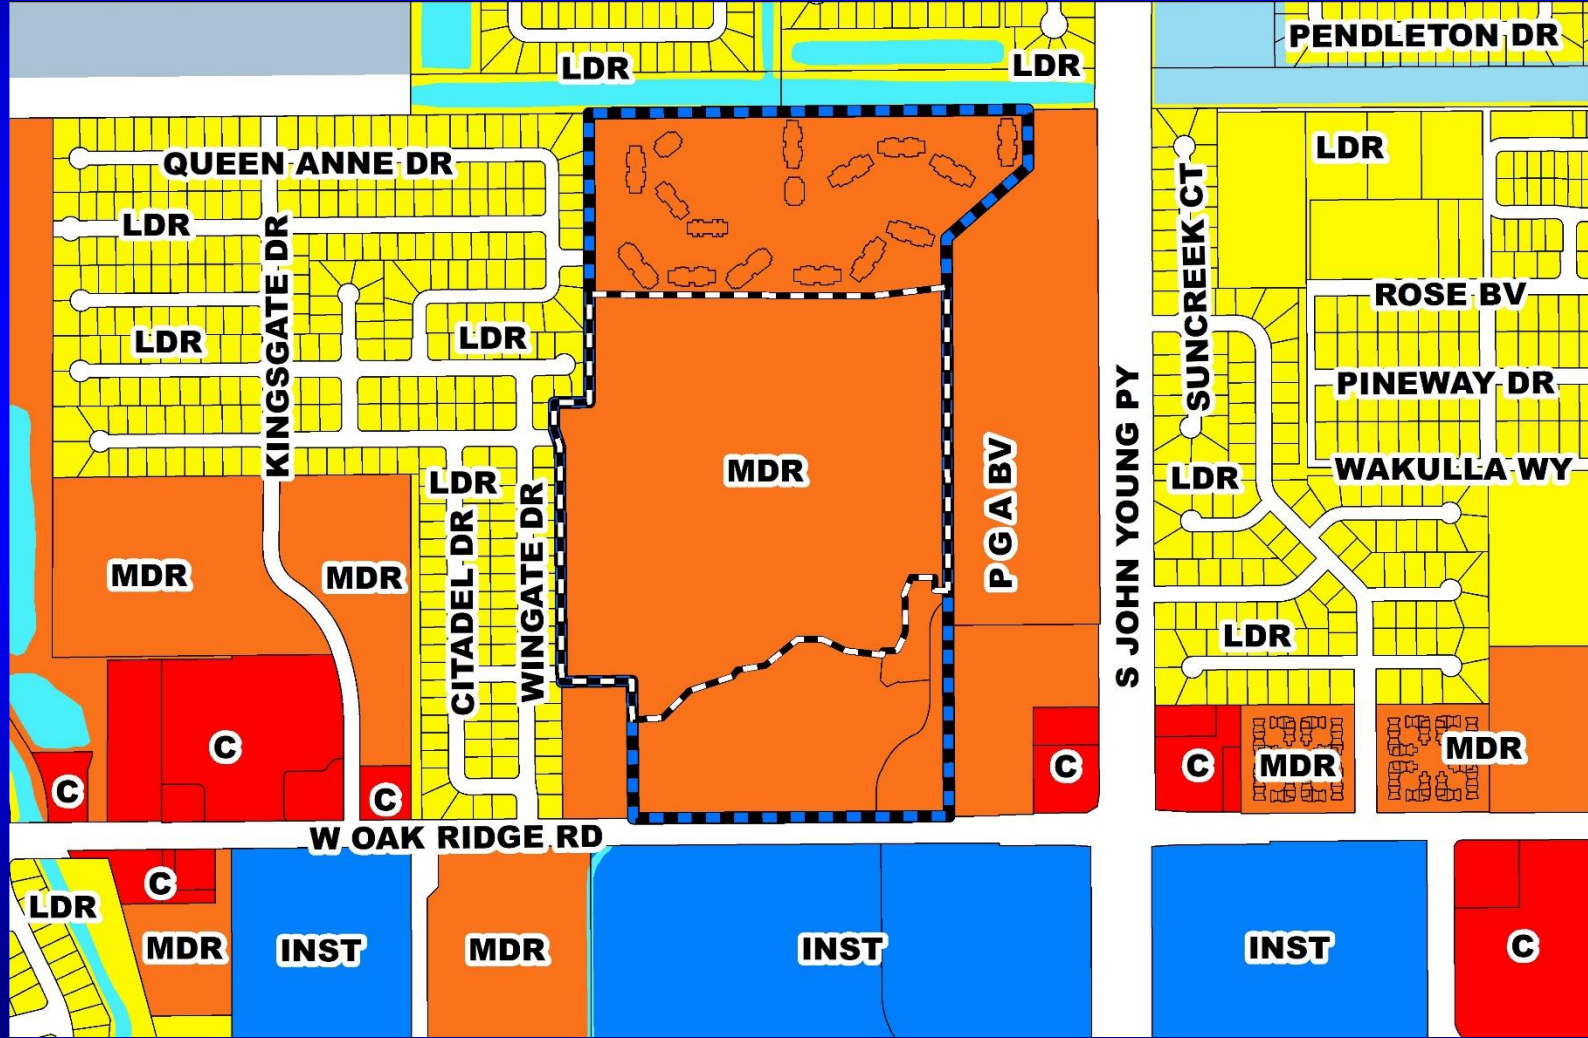 PENDLETON DR
LDR
LDR
LDR
QUEEN ANNE DR
LDR
SUNCREEK CT
KINGSGATE DR
ROSE BV
LDR
LDR
PINEWAY DR
MDR
WAKULLA WY
LDR
LDR
P G A BV
S JOHN YOUNG PY
CITADEL DR
WINGATE DR
MDR
MDR
LDR
C
MDR
C
C
MDR
C
C
W OAK RIDGE RD
C
LDR
MDR
INST
MDR
INST
INST
C